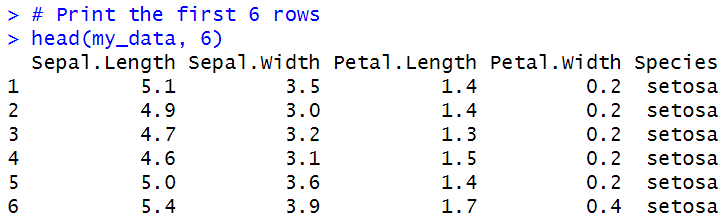 > # Print the first 6 rows
> head(my_data, 6)
  Sepal.Length Sepal.Width Petal.Length Petal.Width Species
1          5.1         3.5          1.4         0.2  setosa
2          4.9         3.0          1.4         0.2  setosa
3          4.7         3.2          1.3         0.2  setosa
4          4.6         3.1          1.5         0.2  setosa
5          5.0         3.6          1.4         0.2  setosa
6          5.4         3.9          1.7         0.4  setosa